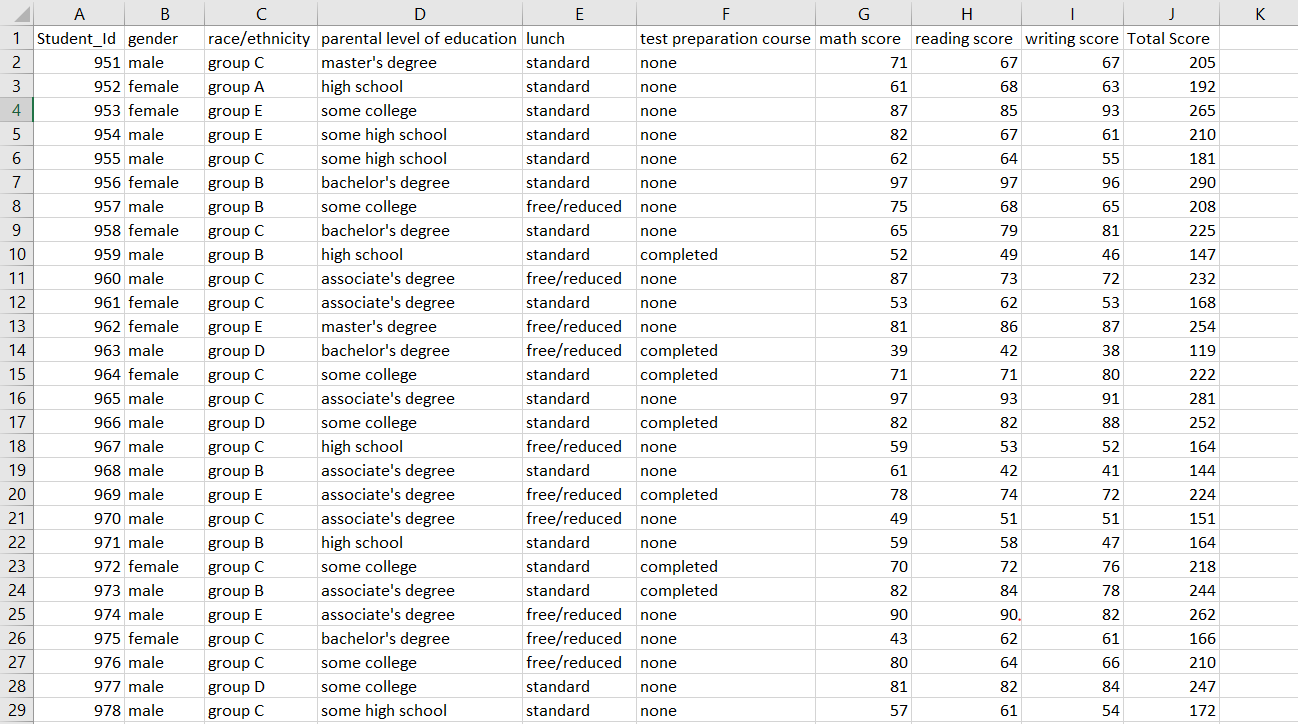 A B C D E F G H I J K
1 Student_Id gender race/ethnicity parental level of education lunch test preparation course math score reading score writing score Total Score
2 951 male group C master's degree standard none 71 67 67 205
3 952 female group A high school standard none 61 68 63 192
4 953 female group E some college standard none 87 85 93 265
5 954 male group E some high school standard none 82 67 61 210
6 955 male group C some high school standard none 62 64 55 181
7 956 female group B bachelor's degree standard none 97 97 96 290
8 957 male group B some college free/reduced none 75 68 65 208
9 958 female group C bachelor's degree standard none 65 79 81 225
10 959 male group B high school standard completed 52 49 46 147
11 960 male group C associate's degree free/reduced none 87 73 72 232
12 961 female group C associate's degree standard none 53 62 53 168
13 962 female group E master's degree free/reduced none 81 86 87 254
14 963 male group D bachelor's degree free/reduced completed 39 42 38 119
15 964 female group C some college standard completed 71 71 80 222
16 965 male group C associate's degree standard none 97 93 91 281
17 966 male group D some college standard completed 82 82 88 252
18 967 male group C high school free/reduced none 59 53 52 164
19 968 male group B associate's degree standard none 61 42 41 144
20 969 male group E associate's degree free/reduced completed 78 74 72 224
21 970 male group C associate's degree free/reduced none 49 51 51 151
22 971 male group B high school standard none 59 58 47 164
23 972 female group C some college standard completed 70 72 76 218
24 973 male group B associate's degree standard completed 82 84 78 244
25 974 male group E associate's degree free/reduced none 90 90. 82 262
26 975 female group C bachelor's degree free/reduced none 43 62 61 166
27 976 male group C some college free/reduced none 80 64 66 210
28 977 male group D some college standard none 81 82 84 247
29 978 male group C some high school standard none 57 61 54 172